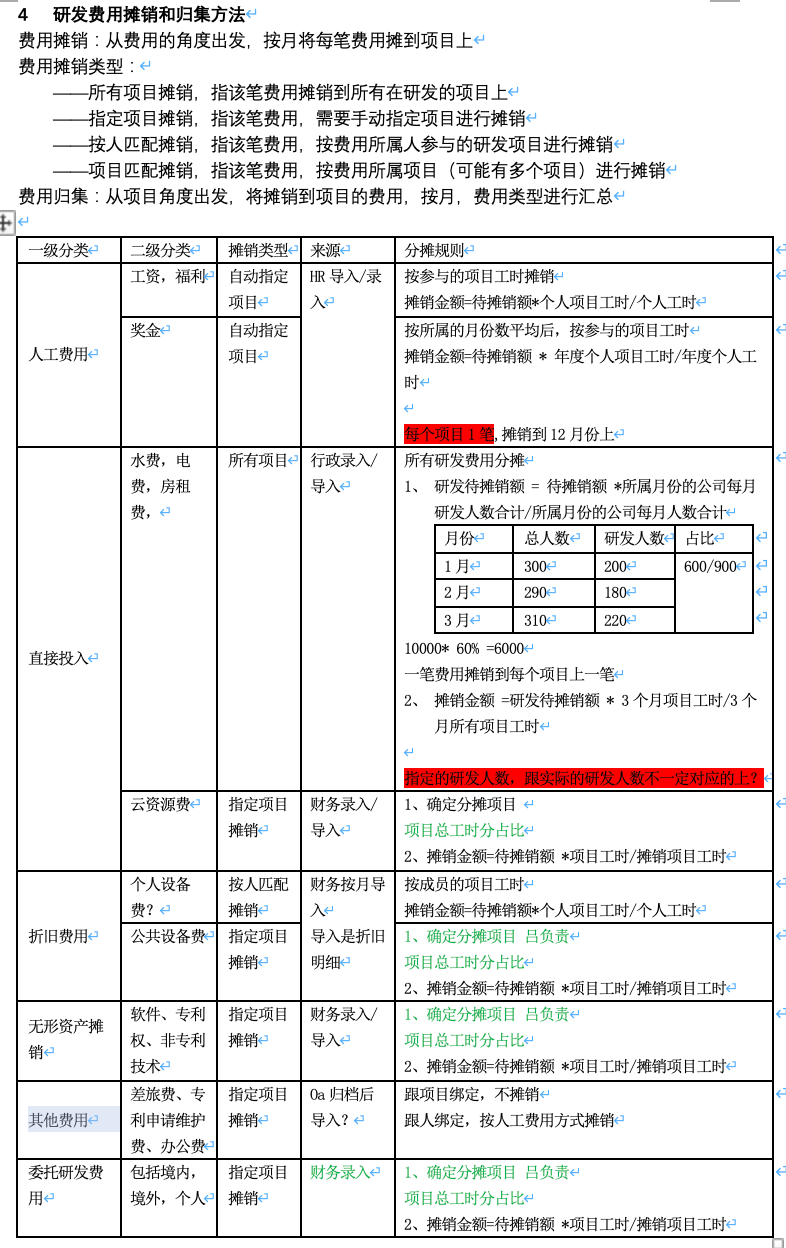 4 研发费用摊销和归集方法
费用摊销：从费用的角度出发，按月将每笔费用摊到项目上
费用摊销类型：
——所有项目摊销，指该笔费用摊销到所有在研发的项目上
——指定项目摊销，指该笔费用，需要手动指定项目进行摊销
——按人匹配摊销，指该笔费用，按费用所属人参与的研发项目进行摊销
——项目匹配摊销，指该笔费用，按费用所属项目（可能有多个项目）进行摊销
费用归集：从项目角度出发，将摊销到项目的费用，按月，费用类型进行汇总
一级分类 二级分类 摊销类型 来源 分摊规则
人工费用
工资，福利
自动指定
项目
HR 导入/录
入
按参与的项目工时摊销
摊销金额=待摊销额*个人项目工时/个人工时
奖金
自动指定
项目
按所属的月份数平均后，按参与的项目工时
摊销金额=待摊销额 * 年度个人项目工时/年度个人工
时
每个项目 1 笔,摊销到 12 月份上
直接投入
水费，电
费，房租
费，
所有项目
行政录入/
导入
所有研发费用分摊
1、 研发待摊销额 = 待摊销额 *所属月份的公司每月
研发人数合计/所属月份的公司每月人数合计
月份 总人数 研发人数 占比
1 月 300 200 600/900
2 月 290 180
3 月 310 220
10000* 60% =6000
一笔费用摊销到每个项目上一笔
2、 摊销金额 =研发待摊销额 * 3 个月项目工时/3 个
月所有项目工时
指定的研发人数，跟实际的研发人数不一定对应的上？
云资源费
指定项目
摊销
财务录入/
导入
1、确定分摊项目
项目总工时分占比
2、摊销金额=待摊销额 *项目工时/摊销项目工时
折旧费用
个人设备
费？
按人匹配
摊销
财务按月导
入
导入是折旧
明细
按成员的项目工时
摊销金额=待摊销额*个人项目工时/个人工时
公共设备费
指定项目
摊销
1、确定分摊项目 吕负责
项目总工时分占比
2、摊销金额=待摊销额 *项目工时/摊销项目工时
无形资产摊
销
软件、专利
权、非专利
技术
指定项目
摊销
财务录入/
导入
1、确定分摊项目 吕负责
项目总工时分占比
2、摊销金额=待摊销额 *项目工时/摊销项目工时
其他费用
差旅费、专
利申请维护
费、办公费
指定项目
摊销
Oa 归档后
导入？
跟项目绑定，不摊销
跟人绑定，按人工费用方式摊销
委托研发费
用
包括境内，
境外，个人
指定项目
摊销
财务录入
1、确定分摊项目 吕负责
项目总工时分占比
2、摊销金额=待摊销额 *项目工时/摊销项目工时